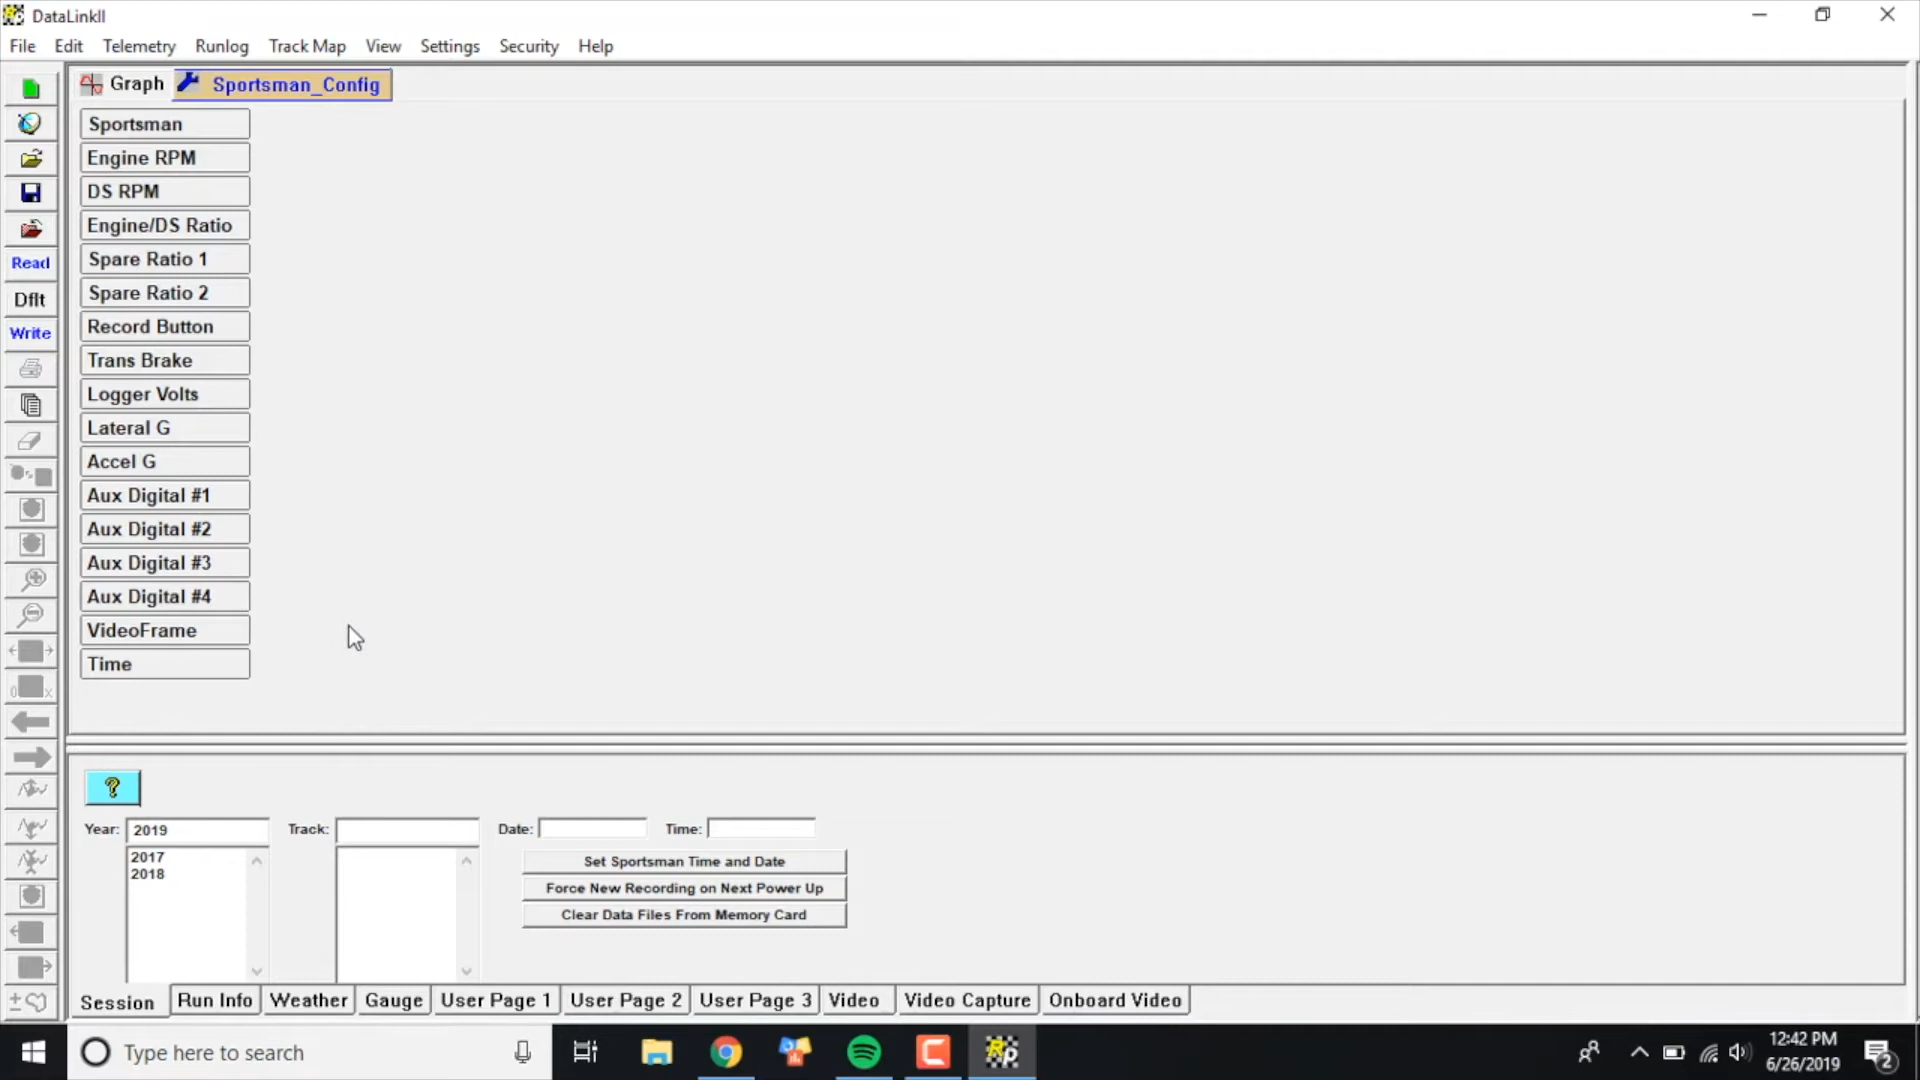 DataLinkII
File Edit Telemetry Runlog Track Map View Settings Security Help
Graph Sportsman_Config
Sportsman
Engine RPM
DS RPM
Engine/DS Ratio
Spare Ratio 1
Spare Ratio 2
Record Button
Trans Brake
Logger Volts
Lateral G
Accel G
Aux Digital #1
Aux Digital #2
Aux Digital #3
Aux Digital #4
VideoFrame
Time
Read
Dflt
Write
?
Year: 2019 Track: Date: Time:
2017
2018
Set Sportsman Time and Date
Force New Recording on Next Power Up
Clear Data Files From Memory Card
Session Run Info Weather Gauge User Page 1 User Page 2 User Page 3 Video Video Capture Onboard Video
Type here to search
12:42 PM
6/26/2019
2